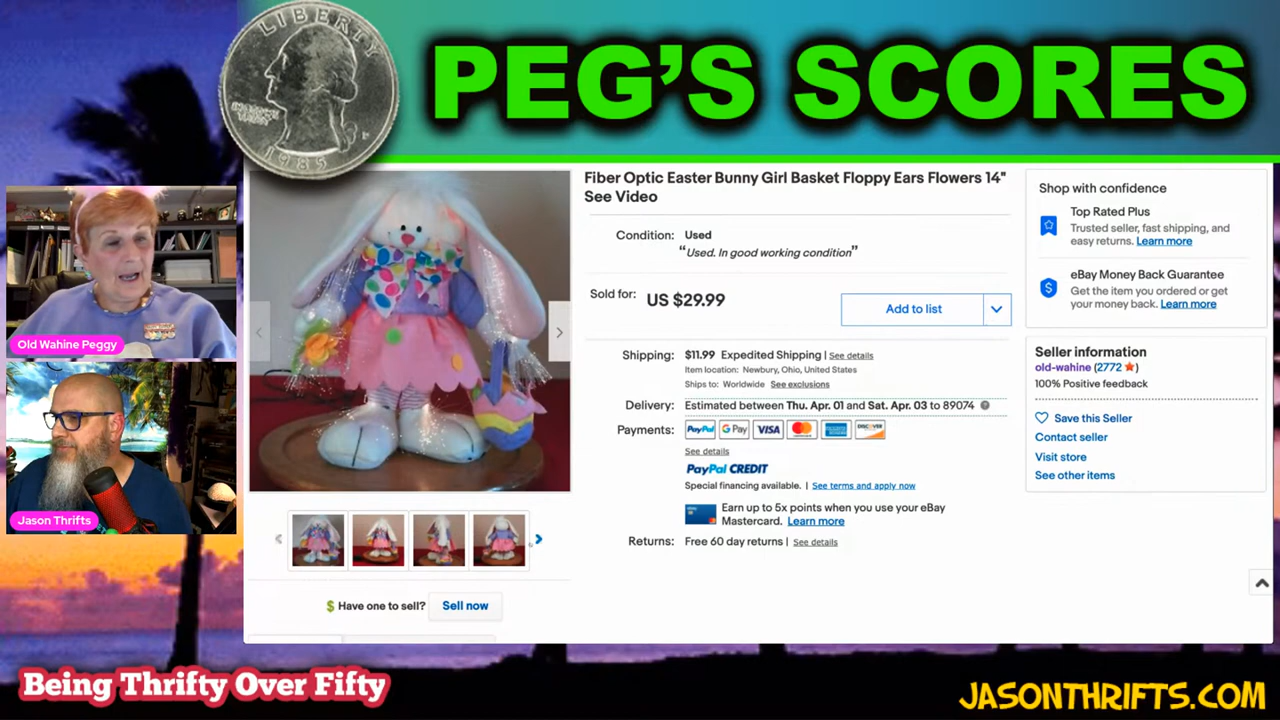 LIBERTY
1985
PEG'S SCORES
Fiber Optic Easter Bunny Girl Basket Floppy Ears Flowers 14"
See Video
Condition: Used
"Used. In good working condition"
Sold for: US $29.99
Add to list
Shipping: $11.99 Expedited Shipping | See details
Item location: Newbury, Ohio, United States
Ships to: Worldwide See exclusions
Delivery: Estimated between Thu. Apr. 01 and Sat. Apr. 03 to 89074
Payments: PayPal G Pay VISA DISCOVER
See details
PayPal CREDIT
Special financing available. | See terms and apply now
Earn up to 5x points when you use your eBay
Mastercard. Learn more
Returns: Free 60 day returns | See details
$ Have one to sell? Sell now
Shop with confidence
Top Rated Plus
Trusted seller, fast shipping, and
easy returns. Learn more
eBay Money Back Guarantee
Get the item you ordered or get
your money back. Learn more
Seller information
old-wahine (2772)
100% Positive feedback
Save this Seller
Contact seller
Visit store
See other items
Old Wahine Peggy
Jason Thrifts
Being Thrifty Over Fifty
JASONTHRIFTS.COM